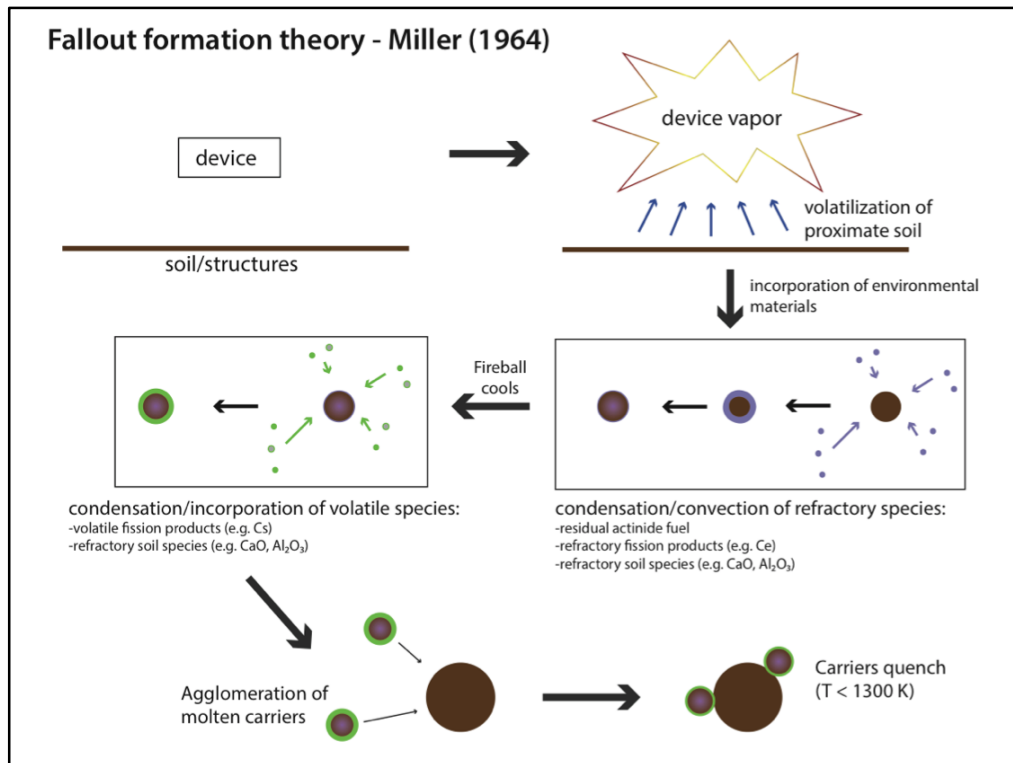 Fallout formation theory - Miller (1964)
device
device vapor
volatilization of
proximate soil
soil/structures
incorporation of environmental
materials
Fireball
cools
condensation/incorporation of volatile species:
-volatile fission products (e.g. Cs)
-refractory soil species (e.g. CaO, Al₂O₃)
condensation/convection of refractory species:
-residual actinide fuel
-refractory fission products (e.g. Ce)
-refractory soil species (e.g. CaO, Al₂O₃)
Agglomeration of
molten carriers
Carriers quench
(T < 1300 K)